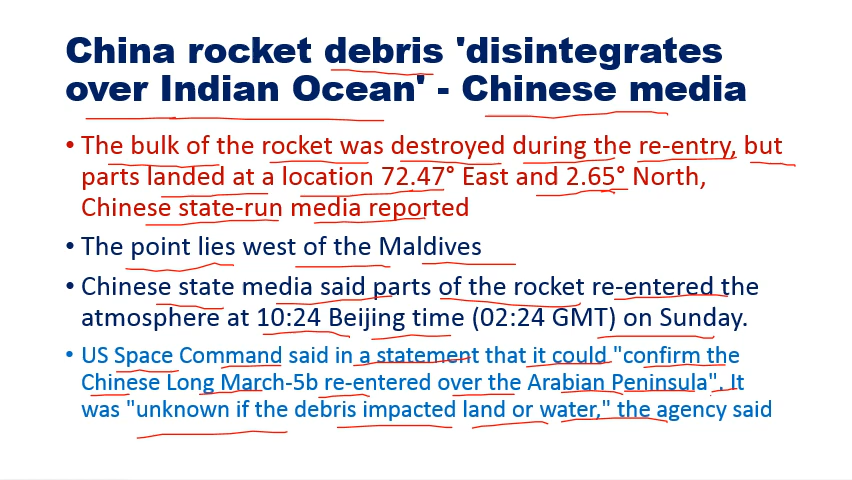 China rocket debris 'disintegrates
over Indian Ocean' - Chinese media
• The bulk of the rocket was destroyed during the re-entry, but
parts landed at a location 72.47° East and 2.65° North,
Chinese state-run media reported
• The point lies west of the Maldives
• Chinese state media said parts of the rocket re-entered the
atmosphere at 10:24 Beijing time (02:24 GMT) on Sunday.
• US Space Command said in a statement that it could "confirm the
Chinese Long March-5b re-entered over the Arabian Peninsula". It
was "unknown if the debris impacted land or water," the agency said